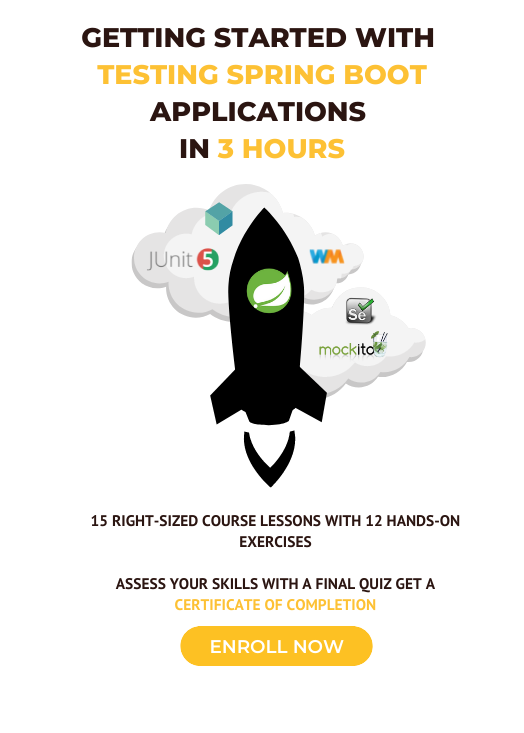 GETTING STARTED WITH
TESTING SPRING BOOT
APPLICATIONS
IN 3 HOURS
JUnit 5
WM
Se
mockito
15 RIGHT-SIZED COURSE LESSONS WITH 12 HANDS-ON
EXERCISES
ASSESS YOUR SKILLS WITH A FINAL QUIZ GET A
CERTIFICATE OF COMPLETION
ENROLL NOW